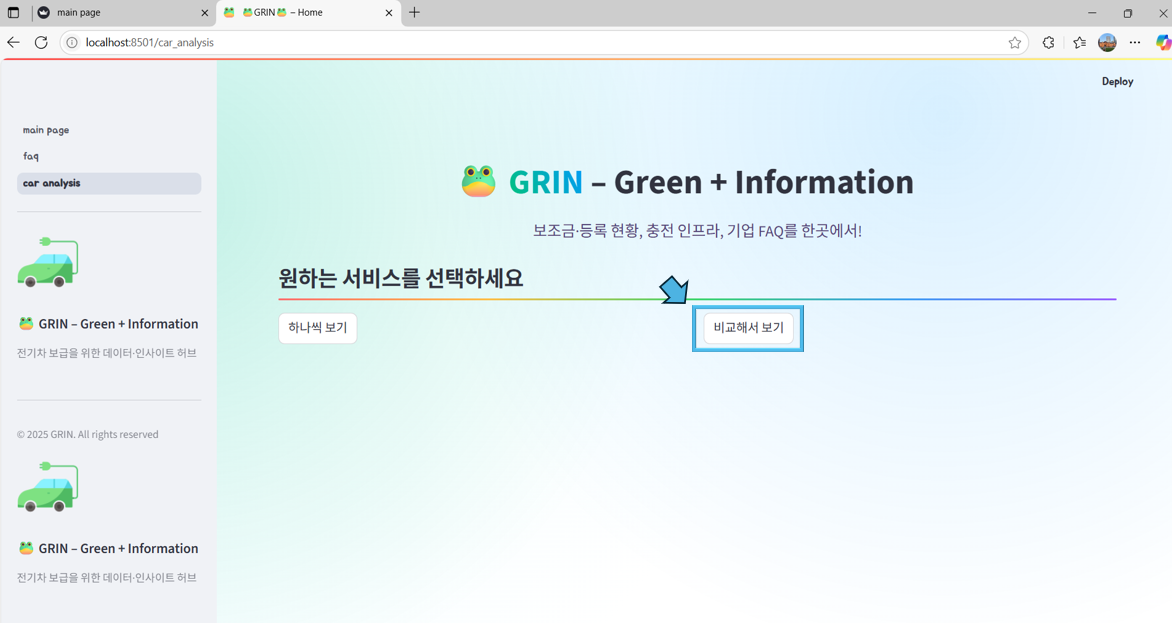 main page
GRIN – Home
localhost:8501/car_analysis
Deploy
main page
faq
car analysis
GRIN – Green + Information
전기차 보급을 위한 데이터·인사이트 허브
© 2025 GRIN. All rights reserved
GRIN – Green + Information
전기차 보급을 위한 데이터·인사이트 허브
GRIN – Green + Information
보조금·등록 현황, 충전 인프라, 기업 FAQ를 한곳에서!
원하는 서비스를 선택하세요
하나씩 보기
비교해서 보기